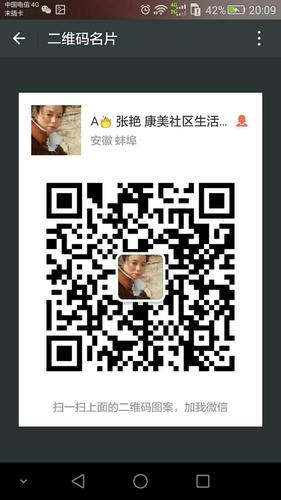 中国电信 4G
未插卡
4G
42%
20:09
二维码名片
A 张艳 康美社区生活...
安徽 蚌埠
扫一扫上面的二维码图案，加我微信